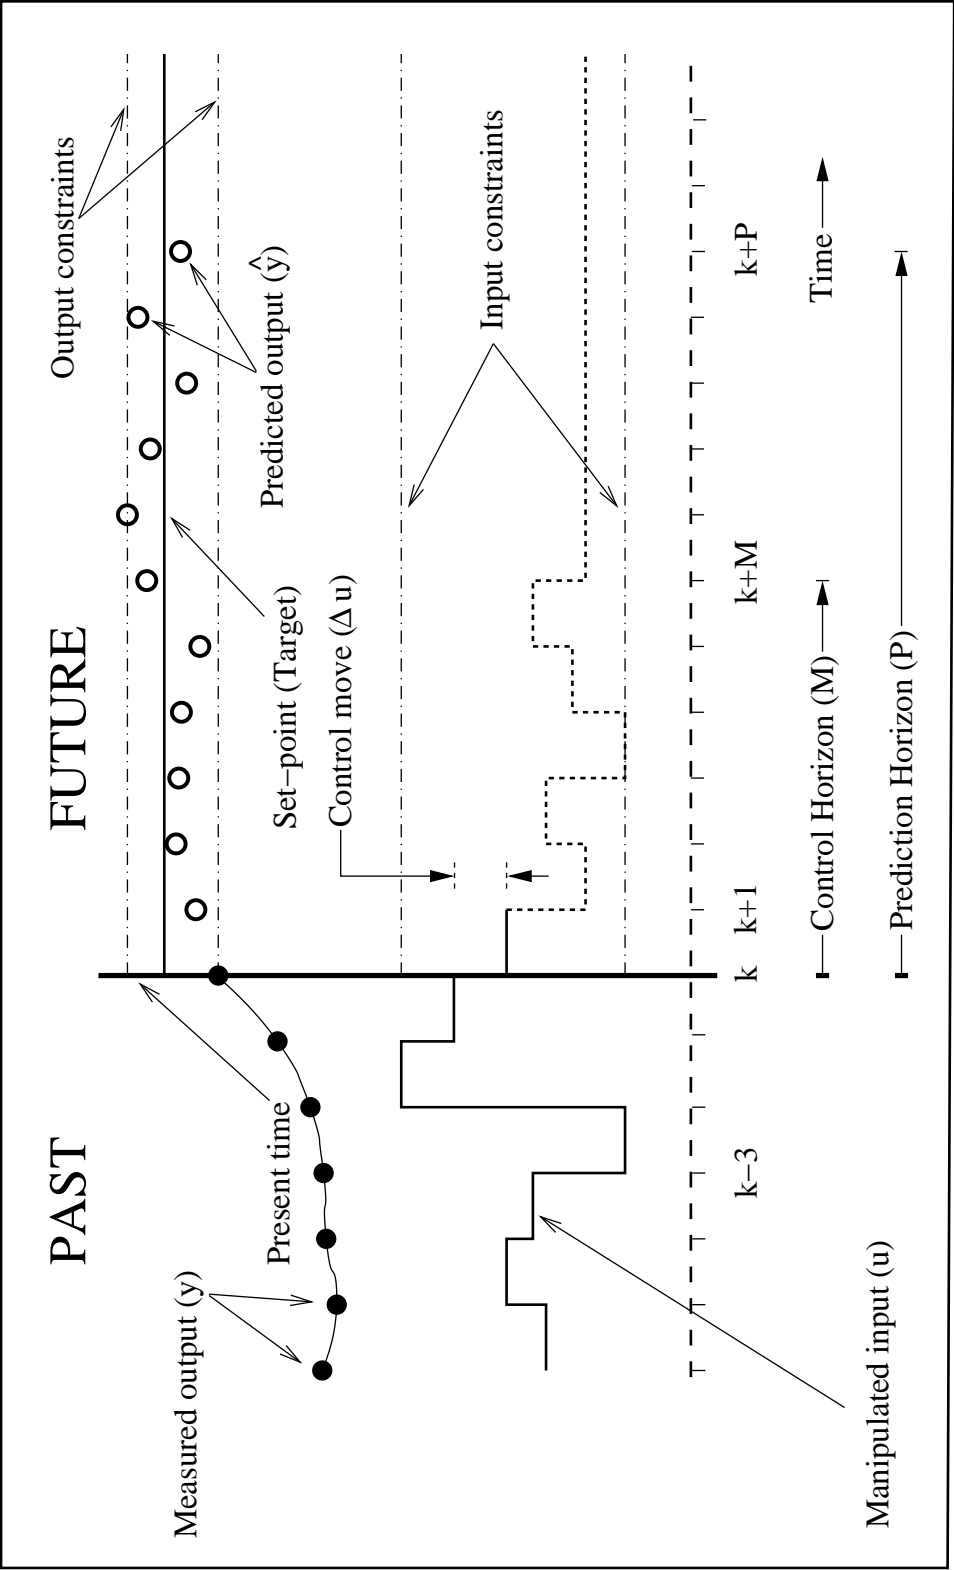 PAST
FUTURE
Output constraints
Measured output (y)
Present time
Set−point (Target)
Predicted output (ŷ)
Control move (Δ u)
Input constraints
k−3
k
k+1
k+M
k+P
Control Horizon (M)
Time
Manipulated input (u)
Prediction Horizon (P)